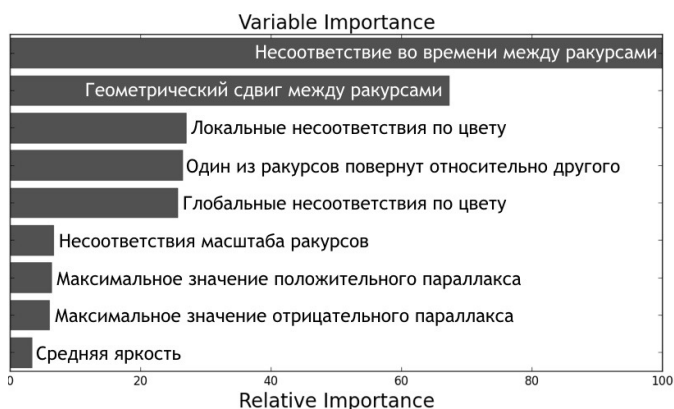 Variable Importance
Несоответствие во времени между ракурсами
Геометрический сдвиг между ракурсами
Локальные несоответствия по цвету
Один из ракурсов повернут относительно другого
Глобальные несоответствия по цвету
Несоответствия масштаба ракурсов
Максимальное значение положительного параллакса
Максимальное значение отрицательного параллакса
Средняя яркость
0 20 40 60 80 100
Relative Importance